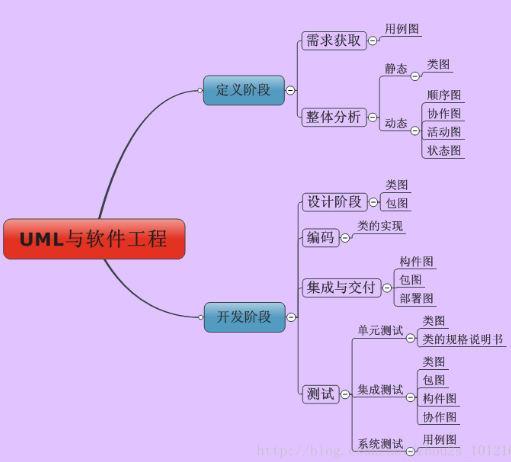 UML与软件工程
定义阶段
需求获取
用例图
整体分析
静态
类图
动态
顺序图
协作图
活动图
状态图
开发阶段
设计阶段
类图
包图
编码
类的实现
集成与交付
构件图
包图
部署图
测试
单元测试
类图
类的规格说明书
集成测试
类图
包图
构件图
协作图
系统测试
用例图